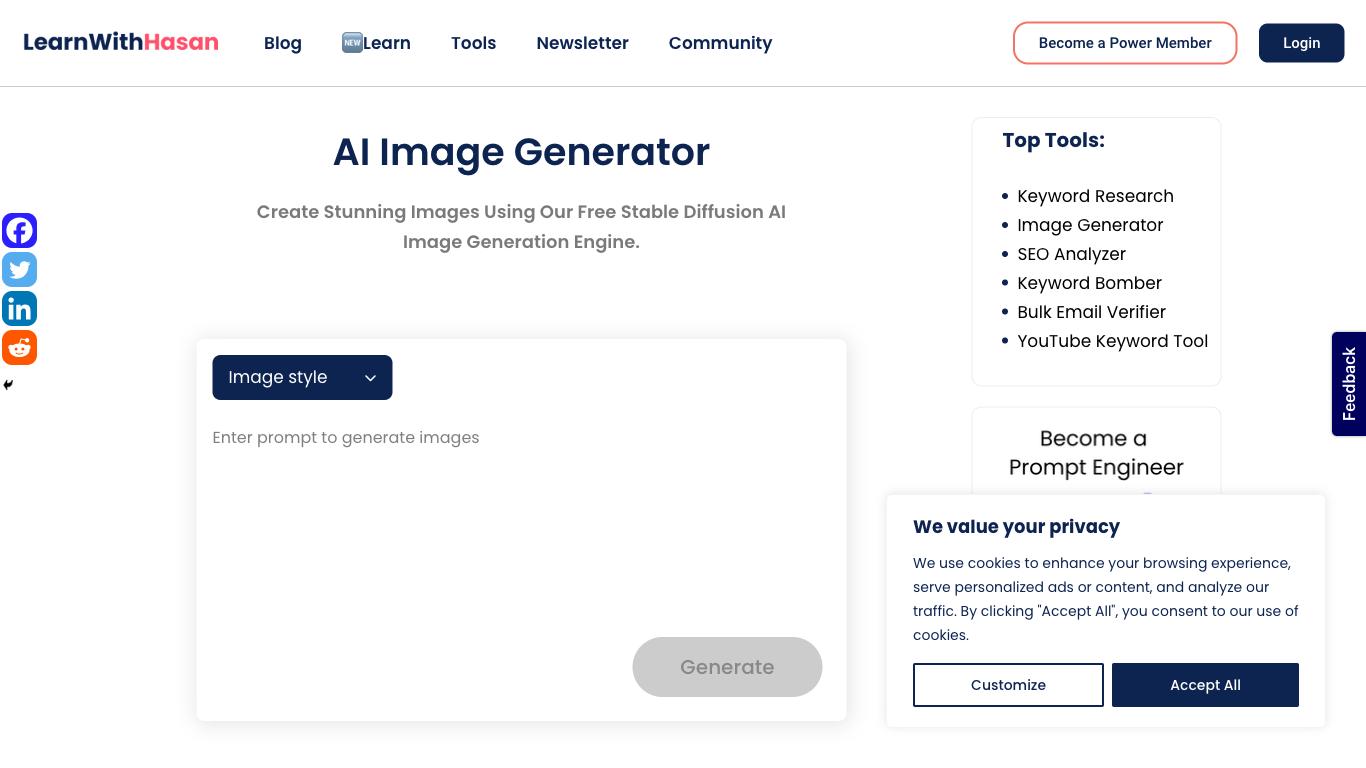 LearnWithHasan
Blog
NEW Learn
Tools
Newsletter
Community
Become a Power Member
Login
AI Image Generator
Create Stunning Images Using Our Free Stable Diffusion AI
Image Generation Engine.
Image style
Enter prompt to generate images
Generate
Top Tools:
Keyword Research
Image Generator
SEO Analyzer
Keyword Bomber
Bulk Email Verifier
YouTube Keyword Tool
Become a
Prompt Engineer
Feedback
We value your privacy
We use cookies to enhance your browsing experience,
serve personalized ads or content, and analyze our
traffic. By clicking "Accept All", you consent to our use of
cookies.
Customize
Accept All